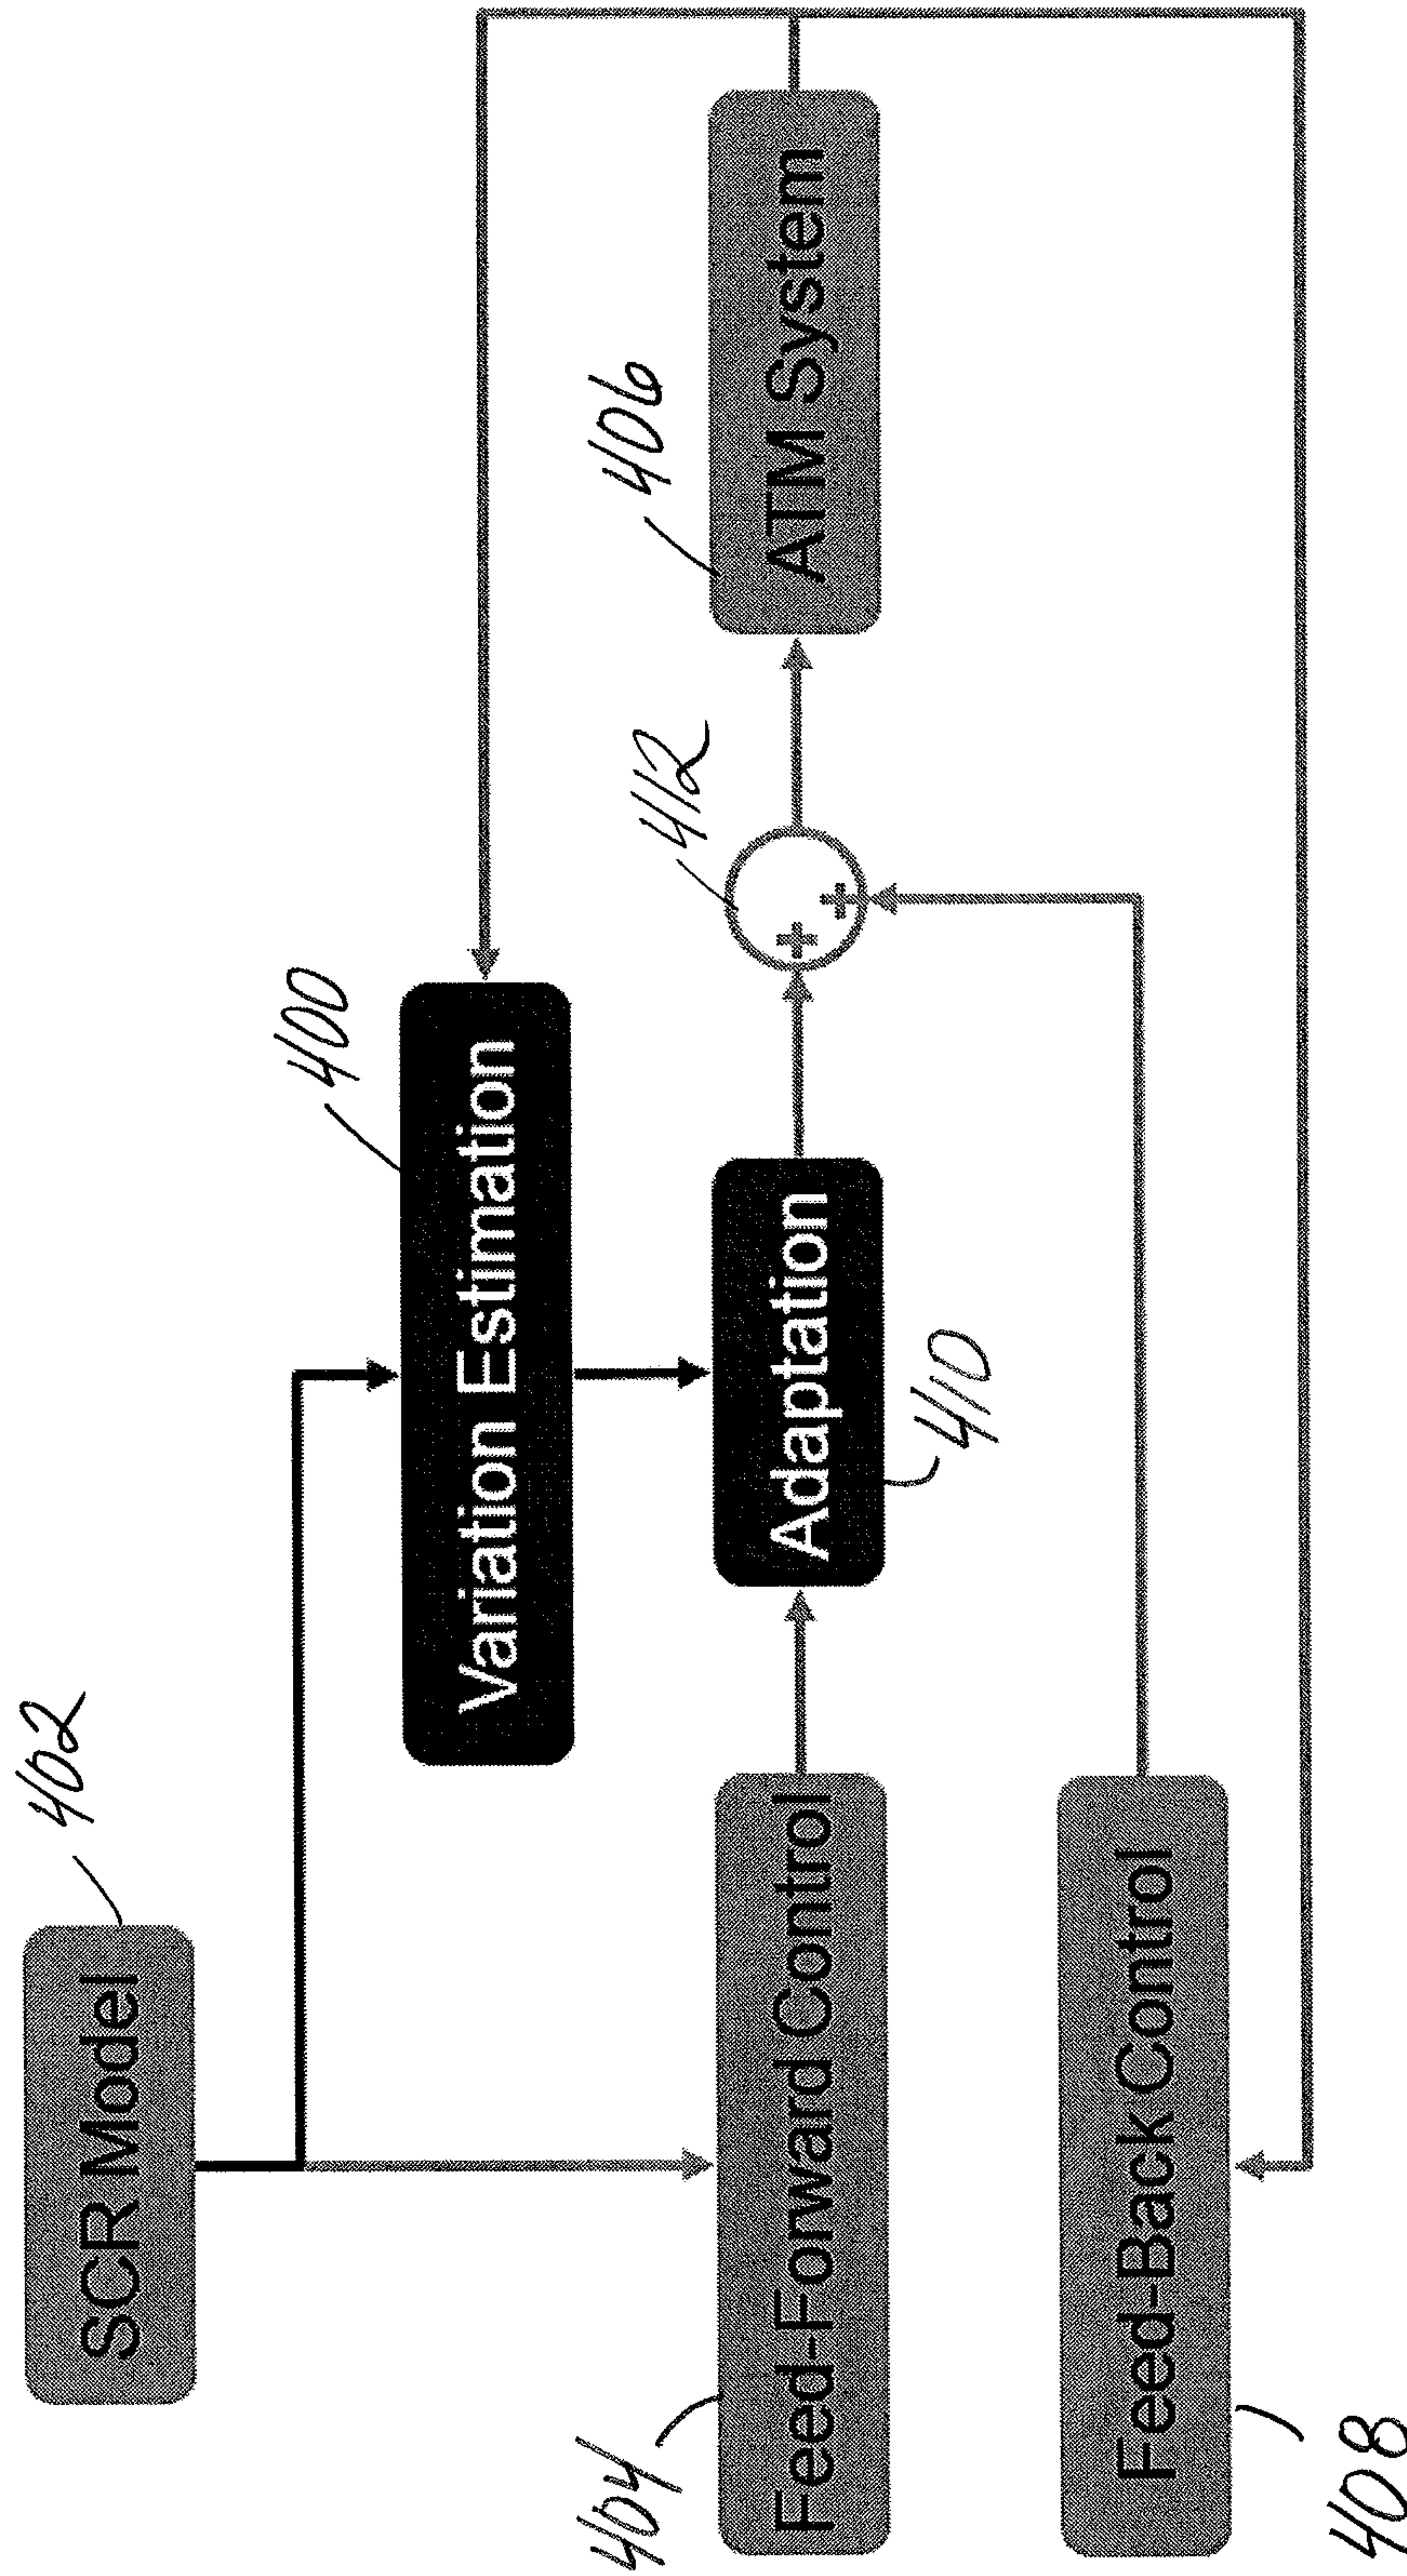 SCR Model
402
400
Variation Estimation
404
Feed-Forward Control
Adaptation
410
+
+
412
ATM System
406
Feed-Back Control
408